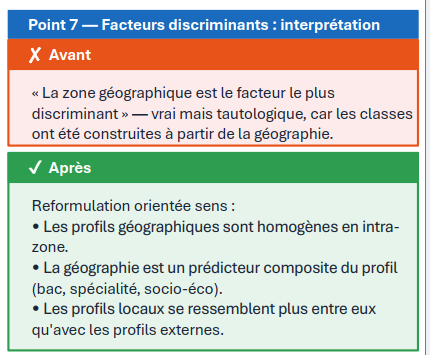 Point 7 — Facteurs discriminants : interprétation
✗ Avant
« La zone géographique est le facteur le plus
discriminant » — vrai mais tautologique, car les classes
ont été construites à partir de la géographie.
✓ Après
Reformulation orientée sens :
• Les profils géographiques sont homogènes en intra-
zone.
• La géographie est un prédicteur composite du profil
(bac, spécialité, socio-éco).
• Les profils locaux se ressemblent plus entre eux
qu'avec les profils externes.